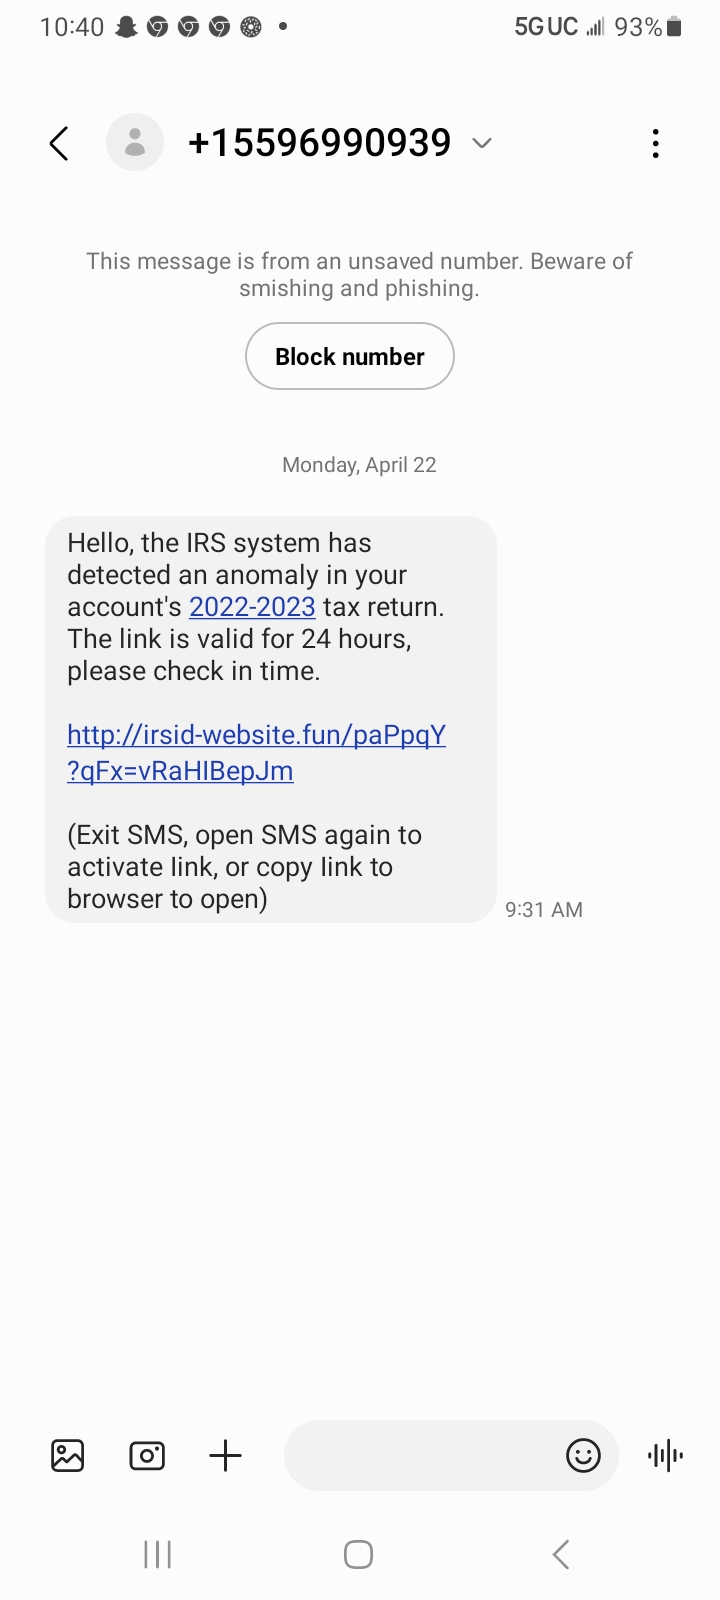 10:40 5G UC 93%
+15596990939
This message is from an unsaved number. Beware of
smishing and phishing.
Block number
Monday, April 22
Hello, the IRS system has
detected an anomaly in your
account's 2022-2023 tax return.
The link is valid for 24 hours,
please check in time.
http://irsid-website.fun/paPpqY
?qFx=vRaHIBepJm
(Exit SMS, open SMS again to
activate link, or copy link to
browser to open)
9:31 AM